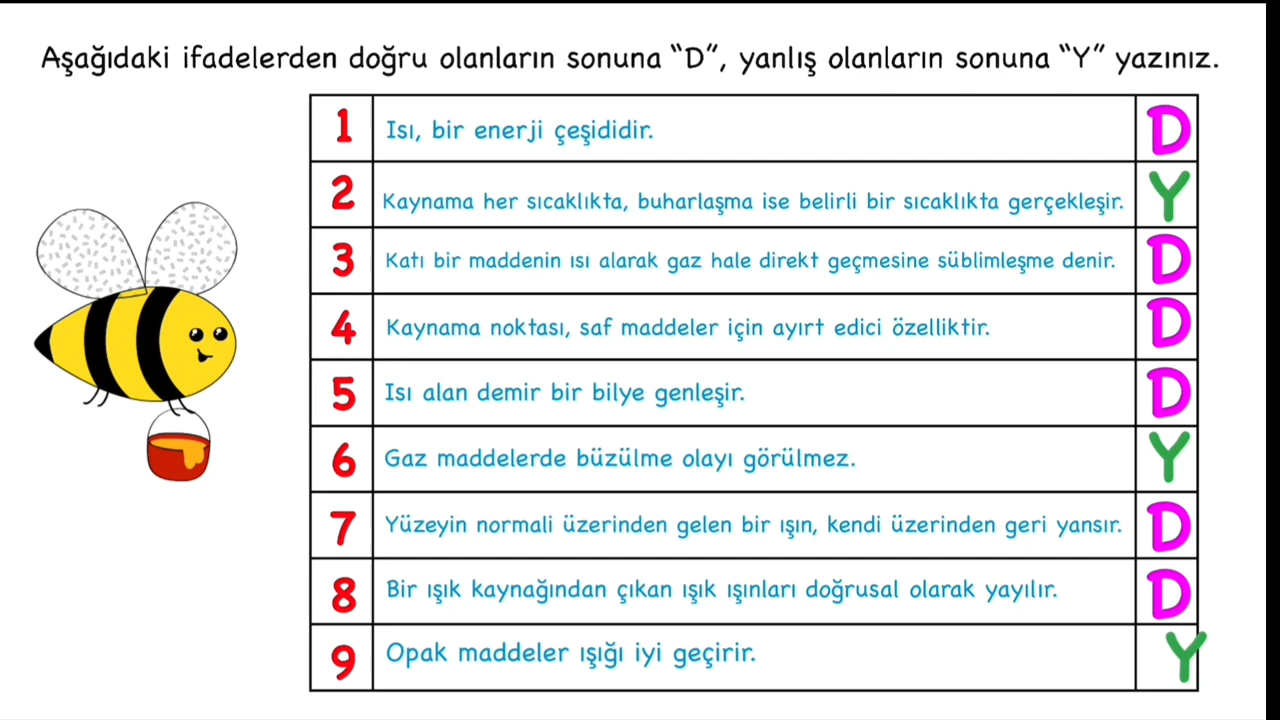 Aşağıdaki ifadelerden doğru olanların sonuna “D”, yanlış olanların sonuna “Y” yazınız.
1 Isı, bir enerji çeşididir. D
2 Kaynama her sıcaklıkta, buharlaşma ise belirli bir sıcaklıkta gerçekleşir. Y
3 Katı bir maddenin ısı alarak gaz hale direkt geçmesine süblimleşme denir. D
4 Kaynama noktası, saf maddeler için ayırt edici özelliktir. D
5 Isı alan demir bir bilye genleşir. D
6 Gaz maddelerde büzülme olayı görülmez. Y
7 Yüzeyin normali üzerinden gelen bir ışın, kendi üzerinden geri yansır. D
8 Bir ışık kaynağından çıkan ışık ışınları doğrusal olarak yayılır. D
9 Opak maddeler ışığı iyi geçirir. Y